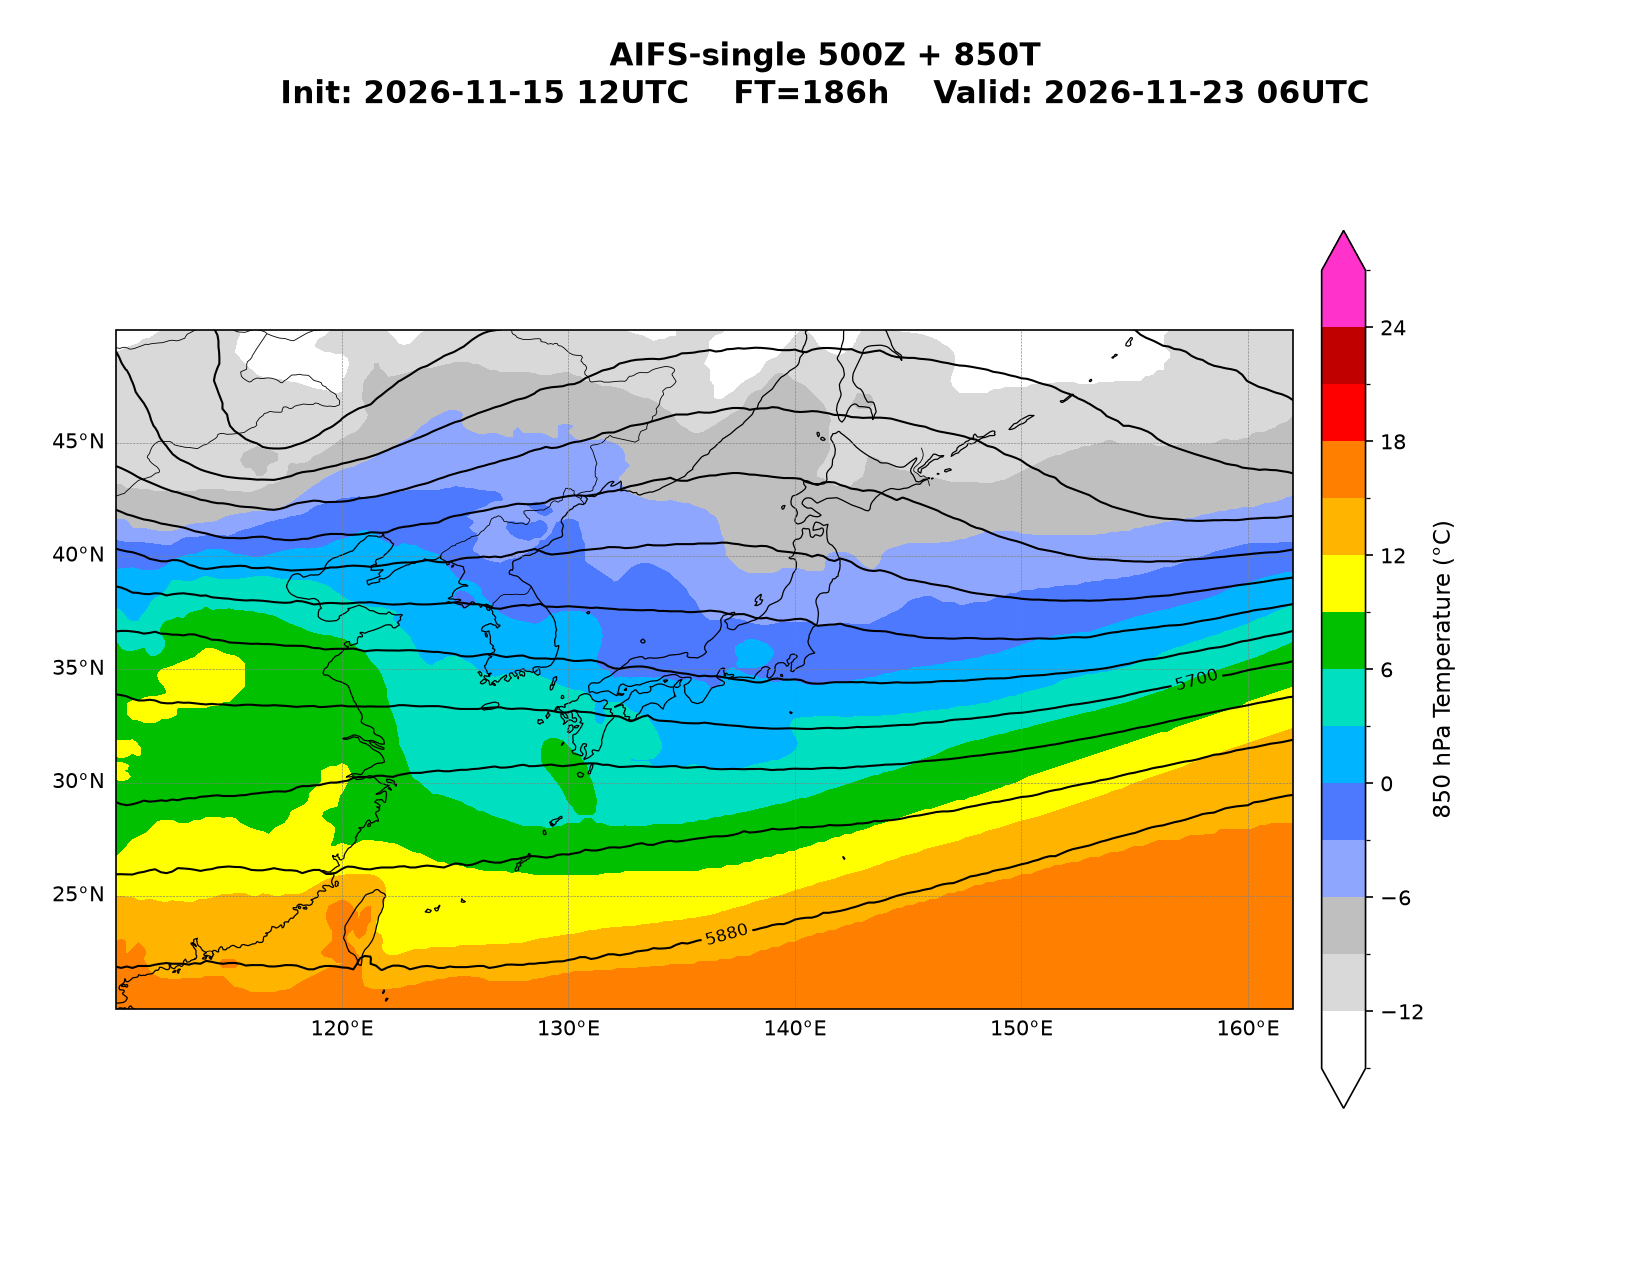 AIFS-single 500Z + 850T
Init: 2026-11-15 12UTC    FT=186h    Valid: 2026-11-23 06UTC
45°N
40°N
35°N
30°N
25°N
120°E
130°E
140°E
150°E
160°E
5700
5880
24
18
12
6
0
−6
−12
850 hPa Temperature (°C)